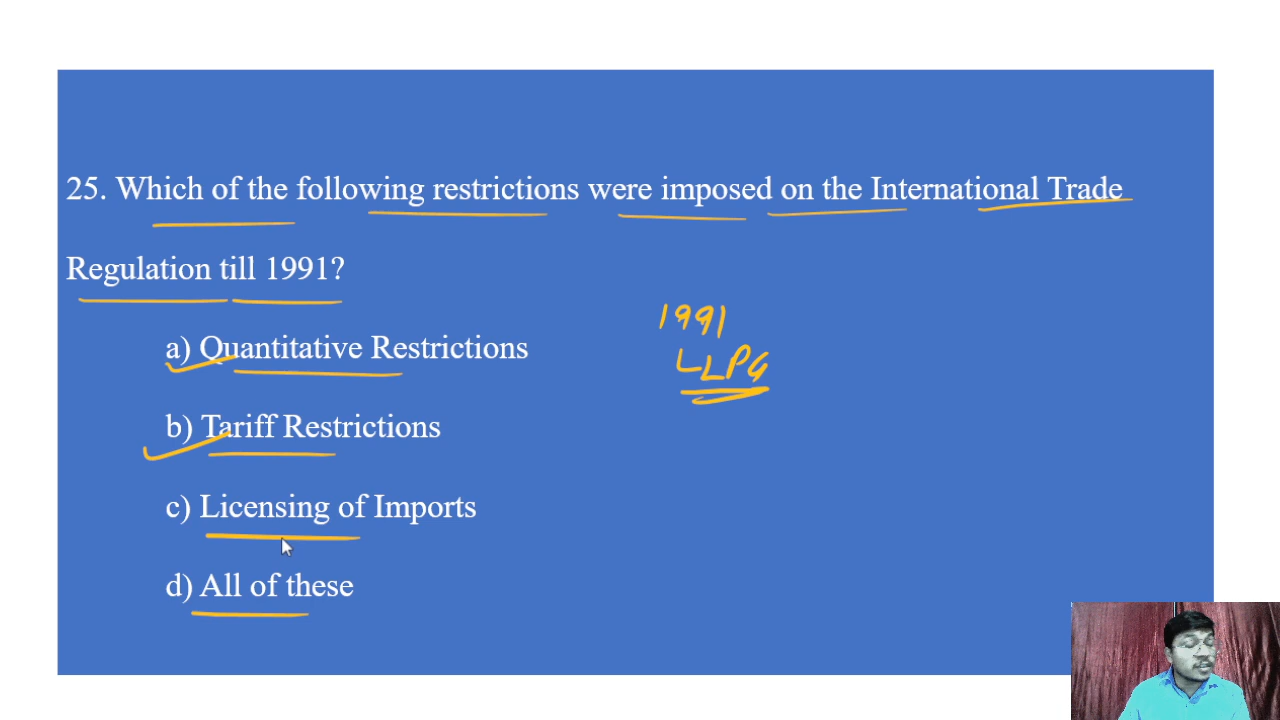 25. Which of the following restrictions were imposed on the International Trade
Regulation till 1991?
a) Quantitative Restrictions
1991
LLPG
b) Tariff Restrictions
c) Licensing of Imports
d) All of these